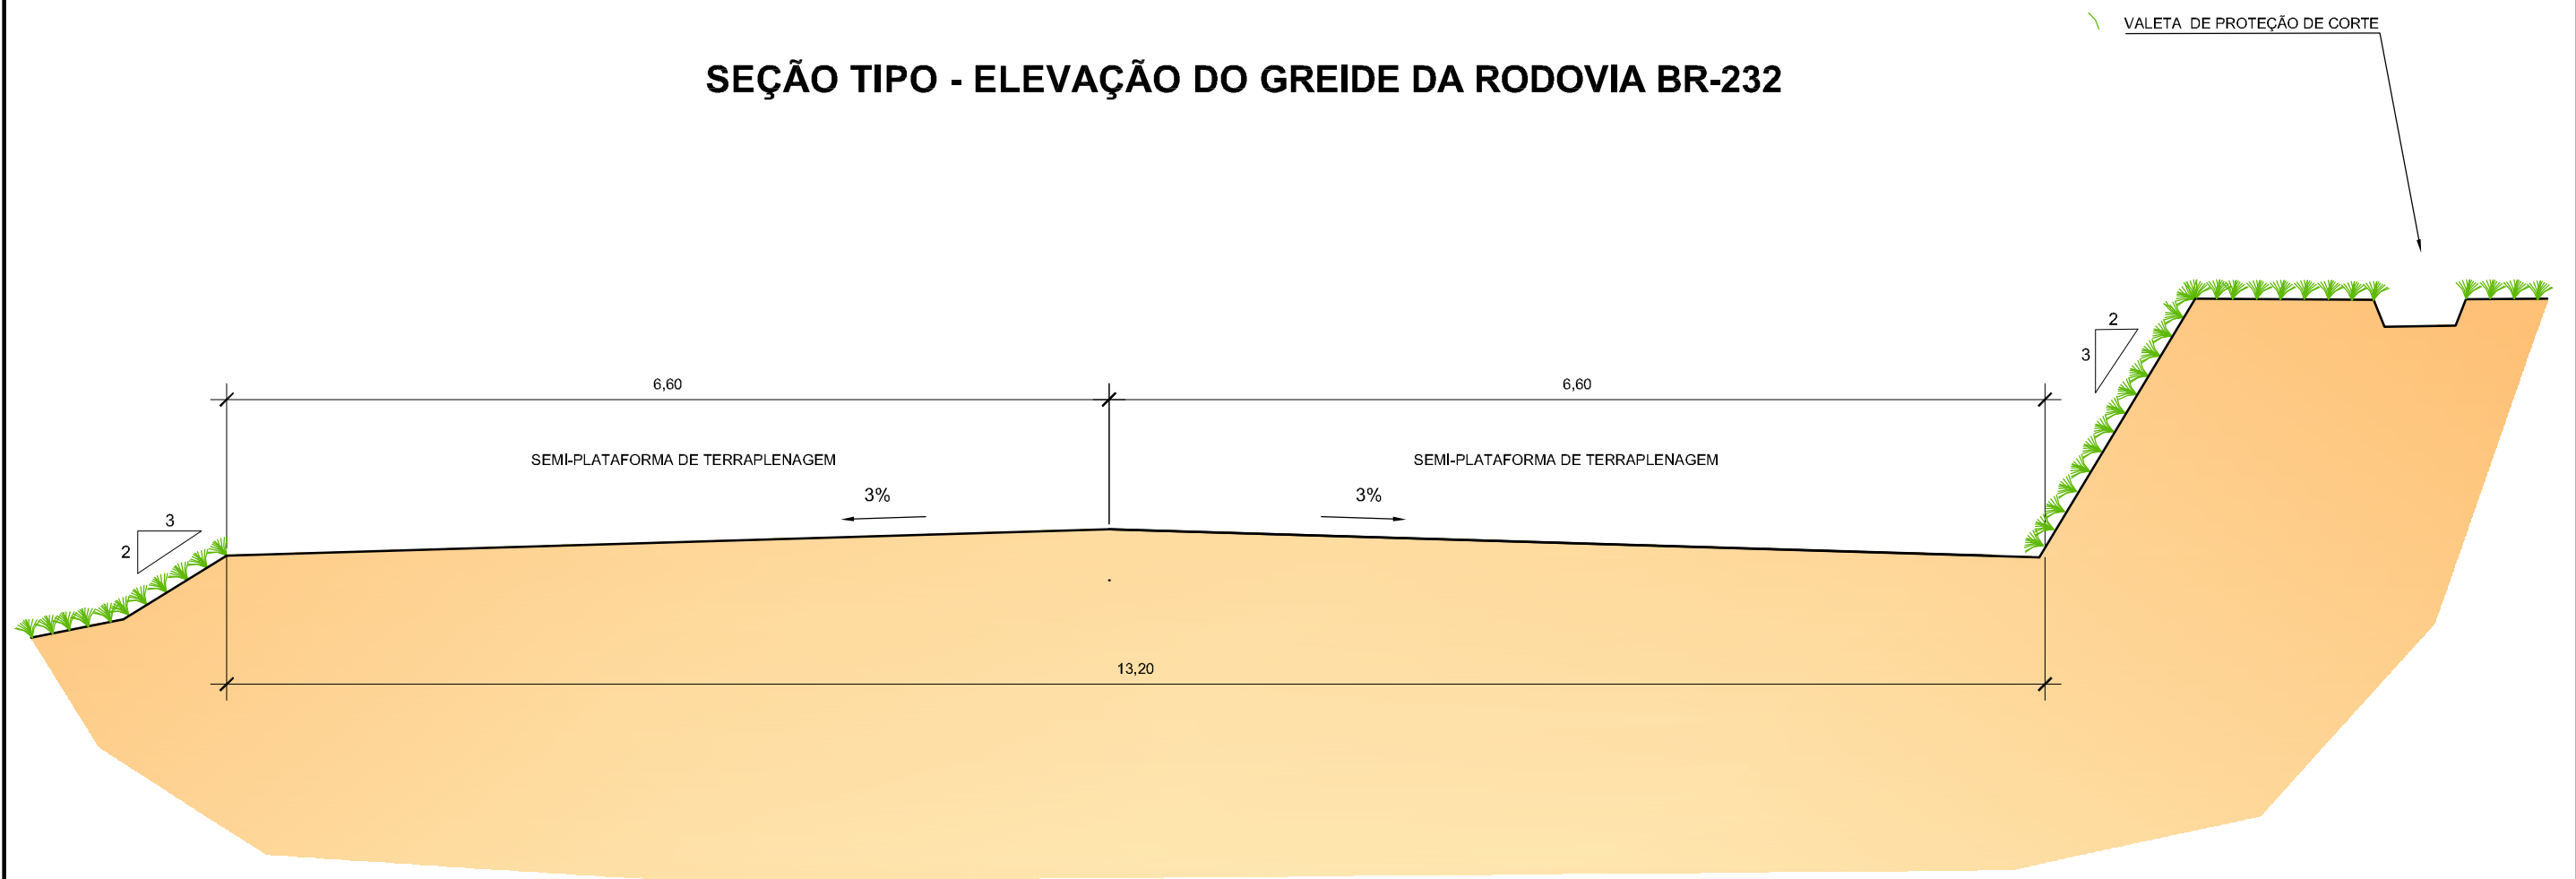 VALETA DE PROTEÇÃO DE CORTE
SEÇÃO TIPO - ELEVAÇÃO DO GREIDE DA RODOVIA BR-232
2
3
6,60
6,60
SEMI-PLATAFORMA DE TERRAPLENAGEM
SEMI-PLATAFORMA DE TERRAPLENAGEM
3%
3%
3
2
13,20